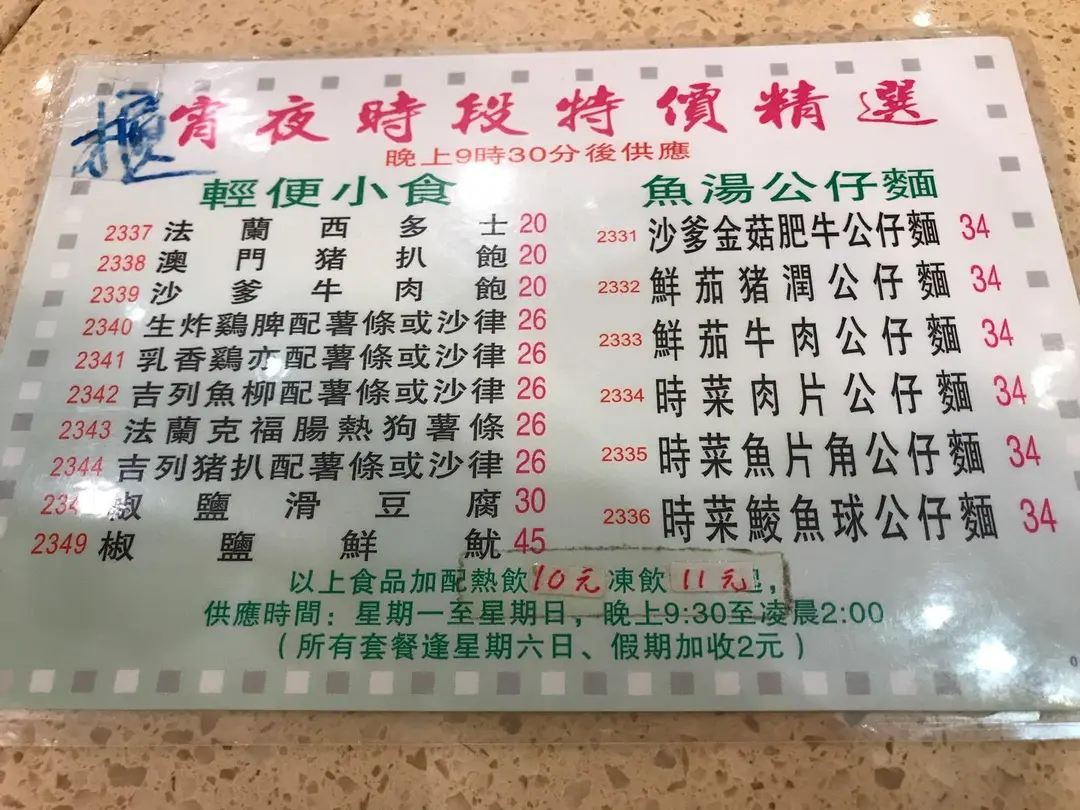 宵夜時段特價精選
晚上9時30分後供應
輕便小食
2337 法蘭西多士 20
2338 澳門猪扒飽 20
2339 沙爹牛肉飽 20
2340 生炸鷄脾配薯條或沙律 26
2341 乳香鷄亦配薯條或沙律 26
2342 吉列魚柳配薯條或沙律 26
2343 法蘭克福腸熱狗薯條 26
2344 吉列猪扒配薯條或沙律 26
椒鹽滑豆腐 30
2349 椒鹽鮮魷 45
魚湯公仔麵
2331 沙爹金菇肥牛公仔麵 34
2332 鮮茄猪潤公仔麵 34
2333 鮮茄牛肉公仔麵 34
2334 時菜肉片公仔麵 34
2335 時菜魚片角公仔麵 34
2336 時菜鯪魚球公仔麵 34
以上食品加配熱飲10元凍飲11元,
供應時間：星期一至星期日，晚上9:30至凌晨2:00
（所有套餐逢星期六日、假期加收2元）